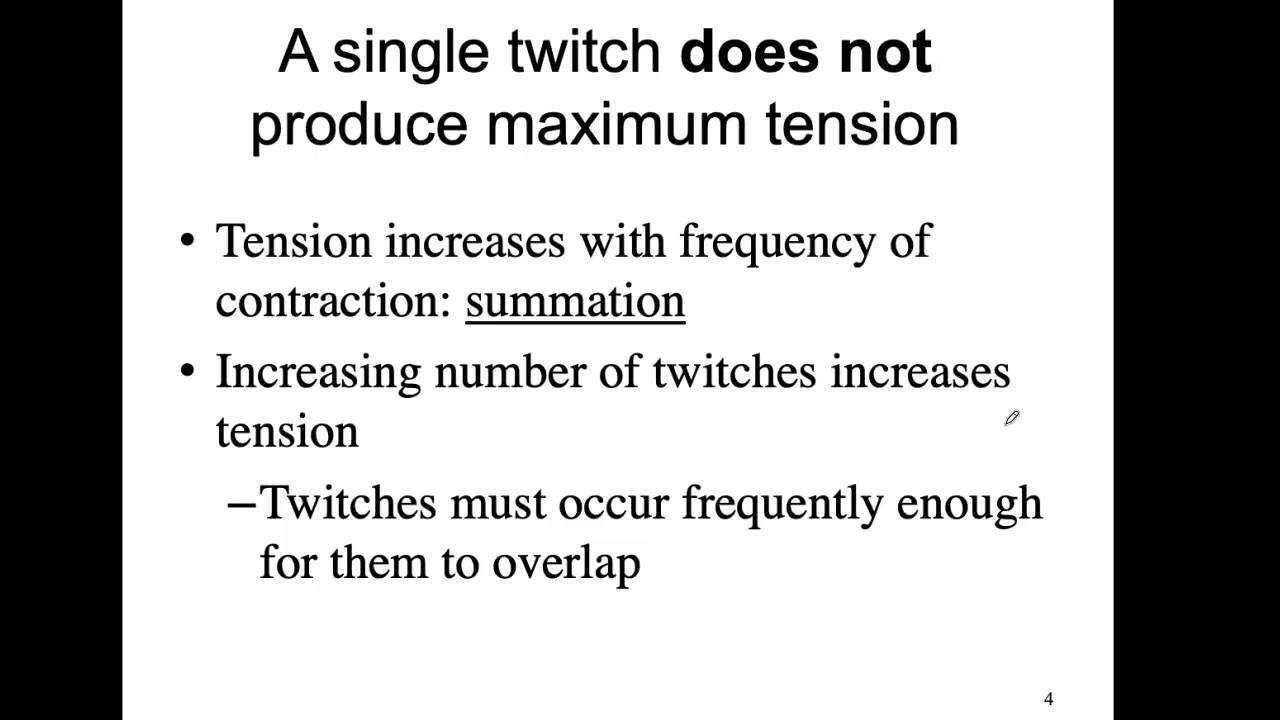 A single twitch does not
produce maximum tension
• Tension increases with frequency of
contraction: summation
• Increasing number of twitches increases
tension
–Twitches must occur frequently enough
for them to overlap
4